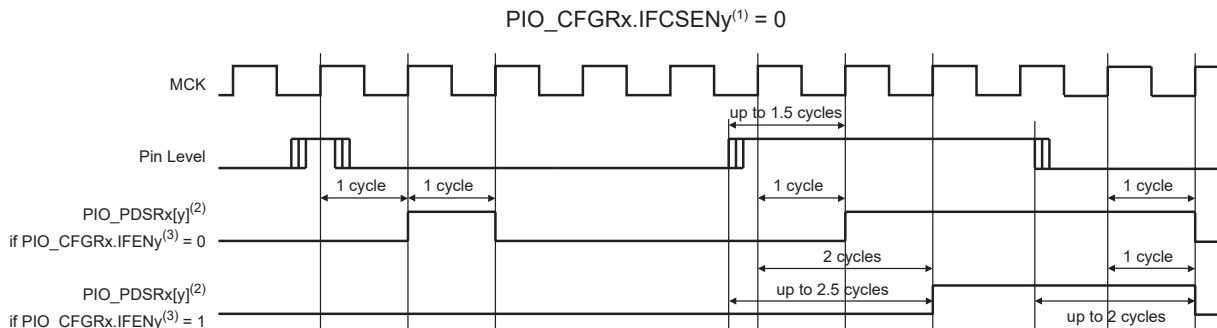 PIO_CFGRx.IFCSENy(1) = 0
MCK
up to 1.5 cycles
Pin Level
1 cycle 1 cycle 1 cycle 1 cycle
PIO_PDSRx[y](2)
if PIO_CFGRx.IFENy(3) = 0
2 cycles 1 cycle
PIO_PDSRx[y](2)
up to 2.5 cycles up to 2 cycles
if PIO_CFGRx.IFENy(3) = 1